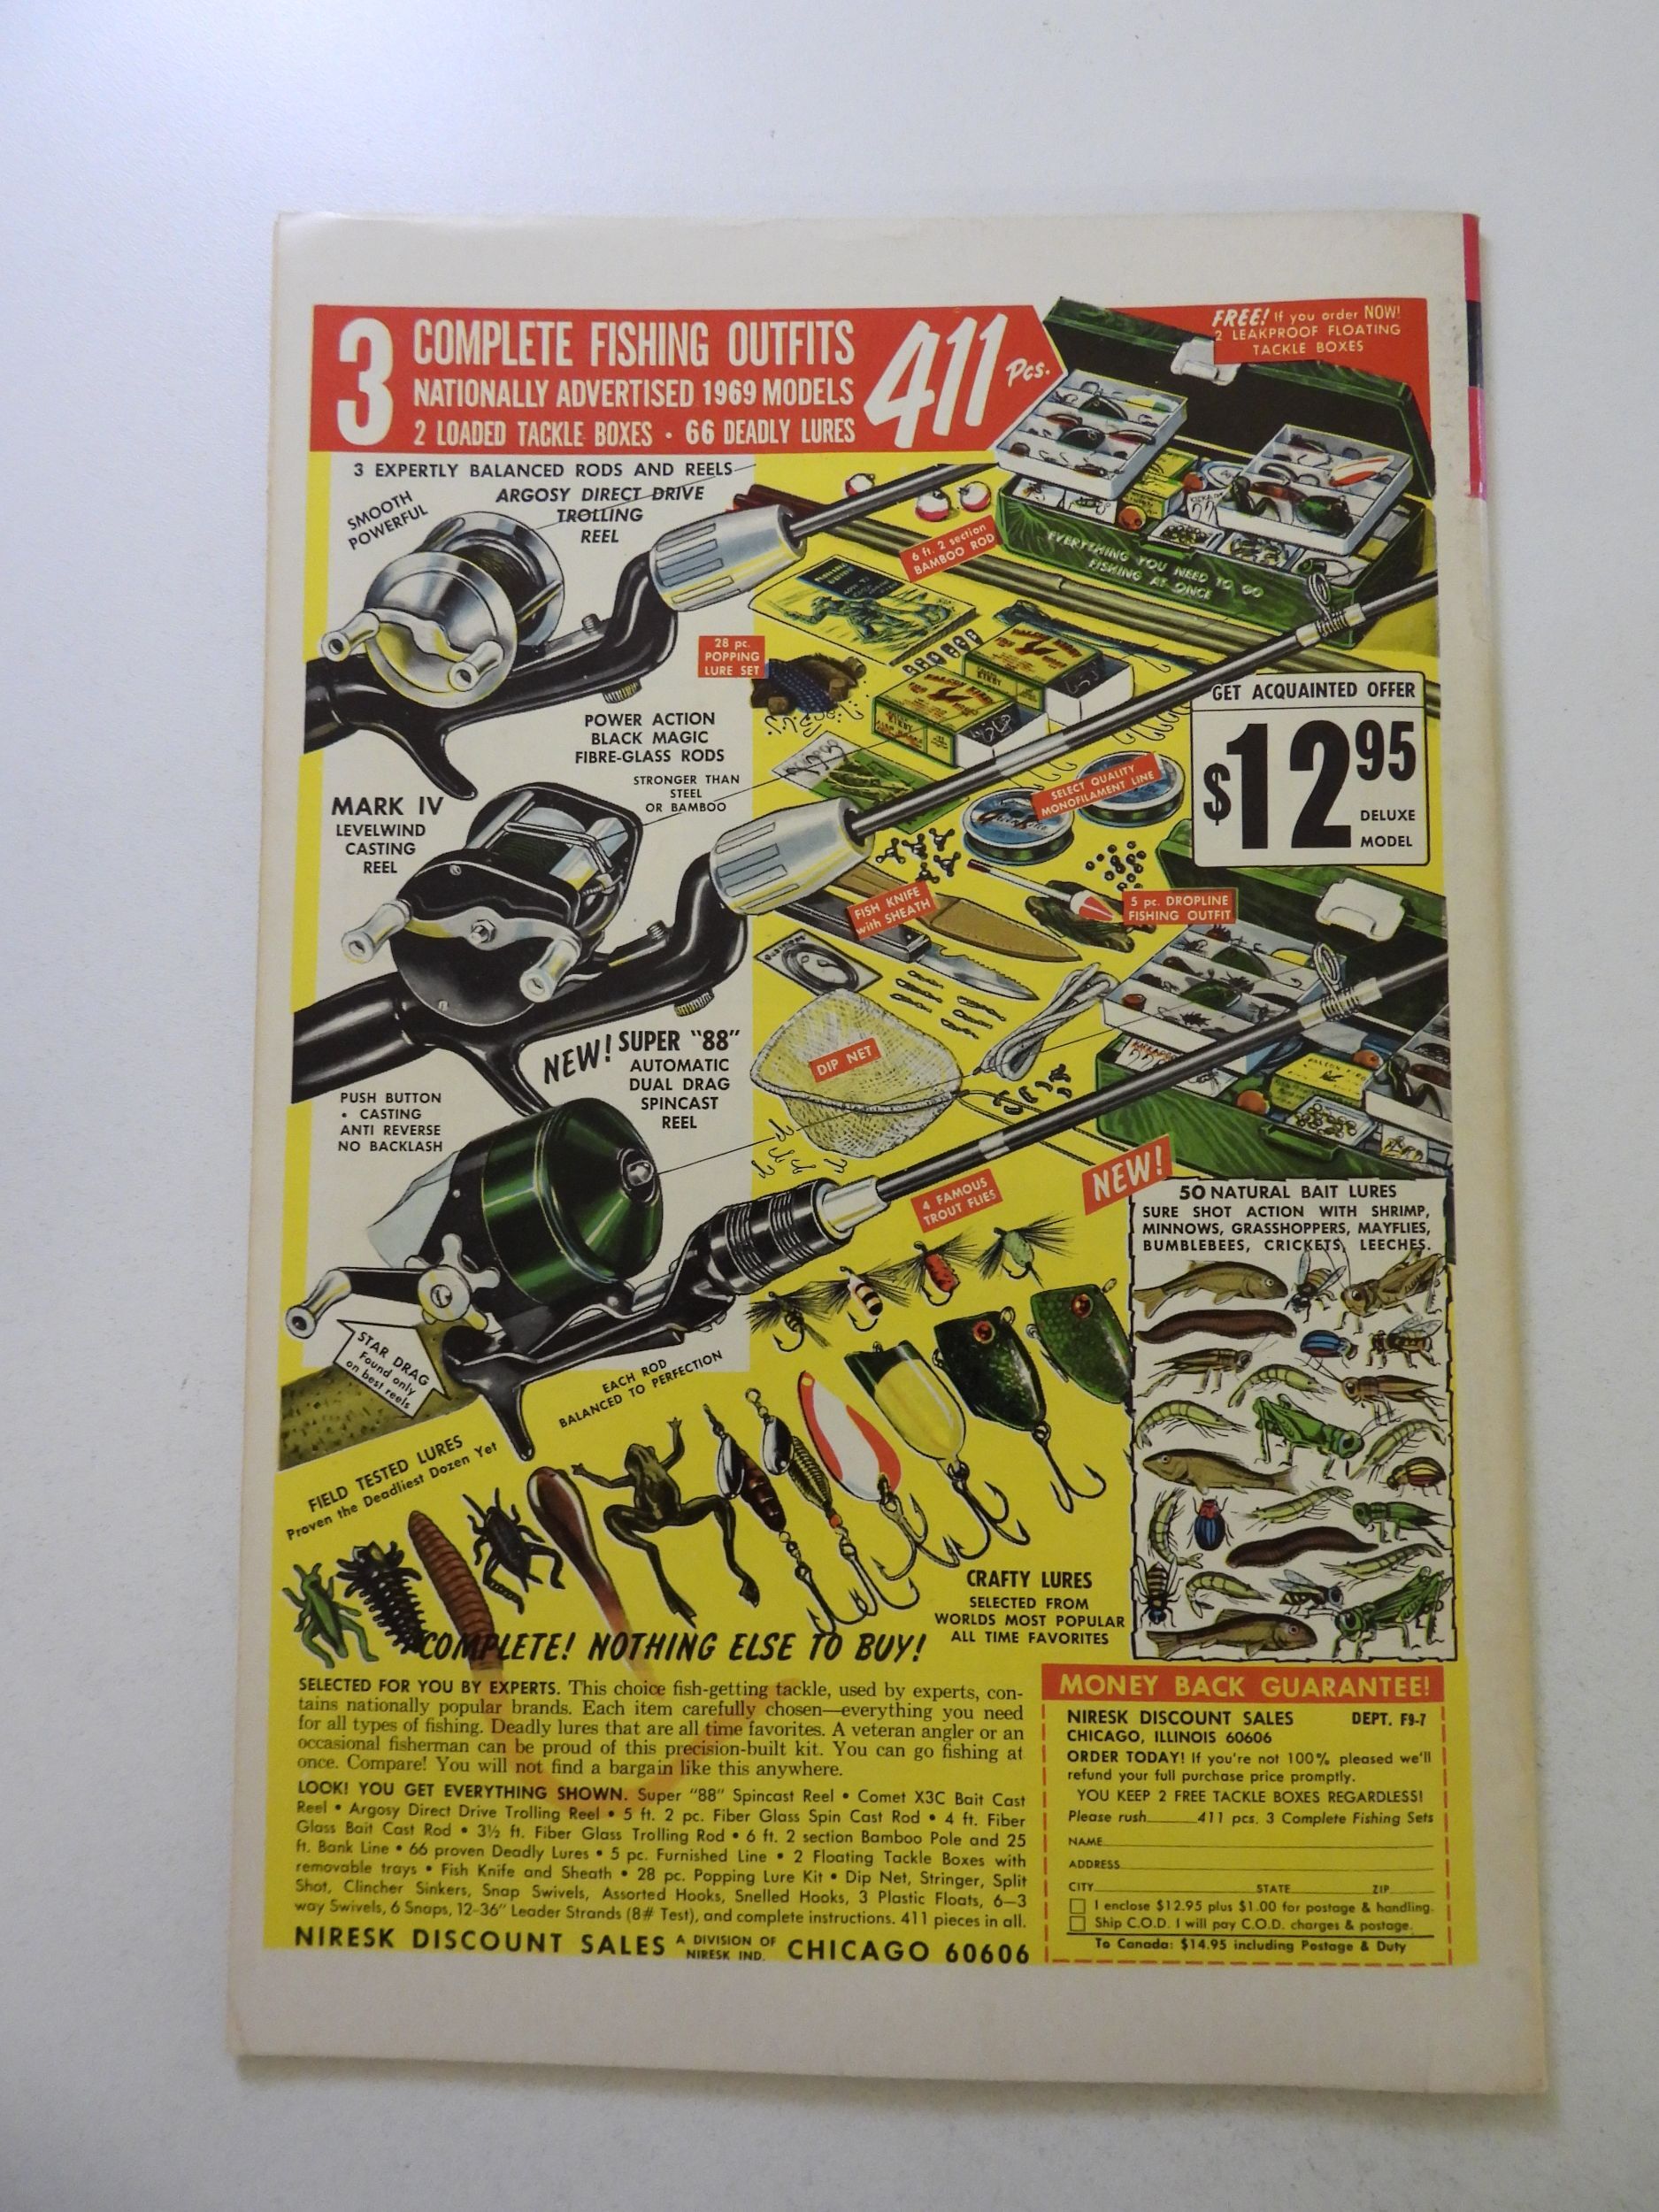 3 COMPLETE FISHING OUTFITS
NATIONALLY ADVERTISED 1969 MODELS
2 LOADED TACKLE BOXES • 66 DEADLY LURES
411 Pcs.
FREE! If you order NOW!
2 LEAKPROOF FLOATING
TACKLE BOXES
3 EXPERTLY BALANCED RODS AND REELS
SMOOTH
POWERFUL
ARGOSY DIRECT DRIVE
TROLLING
REEL
6 ft. 2 section
BAMBOO ROD
EVERYTHING YOU NEED TO GO
FISHING AT ONCE
28 pc.
POPPING
LURE SET
GET ACQUAINTED OFFER
$12.95
DELUXE
MODEL
POWER ACTION
BLACK MAGIC
FIBRE-GLASS RODS
STRONGER THAN
STEEL
OR BAMBOO
MARK IV
LEVELWIND
CASTING
REEL
SELECT QUALITY
MONOFILAMENT LINE
FISH KNIFE
with SHEATH
5 pc. DROPLINE
FISHING OUTFIT
NEW! SUPER "88"
AUTOMATIC
DUAL DRAG
SPINCAST
REEL
DIP NET
PUSH BUTTON
• CASTING
ANTI REVERSE
NO BACKLASH
4 FAMOUS
TROUT FLIES
NEW!
50 NATURAL BAIT LURES
SURE SHOT ACTION WITH SHRIMP,
MINNOWS, GRASSHOPPERS, MAYFLIES,
BUMBLEBEES, CRICKETS, LEECHES.
STAR DRAG
Found only
on best reels
EACH ROD
BALANCED TO PERFECTION
FIELD TESTED LURES
Proven the Deadliest Dozen Yet
CRAFTY LURES
SELECTED FROM
WORLDS MOST POPULAR
ALL TIME FAVORITES
COMPLETE! NOTHING ELSE TO BUY!
SELECTED FOR YOU BY EXPERTS. This choice fish-getting tackle, used by experts, con-
tains nationally popular brands. Each item carefully chosen—everything you need
for all types of fishing. Deadly lures that are all time favorites. A veteran angler or an
occasional fisherman can be proud of this precision-built kit. You can go fishing at
once. Compare! You will not find a bargain like this anywhere.
LOOK! YOU GET EVERYTHING SHOWN. Super "88" Spincast Reel • Comet X3C Bait Cast
Reel • Argosy Direct Drive Trolling Reel • 5 ft. 2 pc. Fiber Glass Spin Cast Rod • 4 ft. Fiber
Glass Bait Cast Rod • 3½ ft. Fiber Glass Trolling Rod • 6 ft. 2 section Bamboo Pole and 25
ft. Bank Line • 66 proven Deadly Lures • 5 pc. Furnished Line • 2 Floating Tackle Boxes with
removable trays • Fish Knife and Sheath • 28 pc. Popping Lure Kit • Dip Net, Stringer, Split
Shot, Clincher Sinkers, Snap Swivels, Assorted Hooks, Snelled Hooks, 3 Plastic Floats, 6—3
way Swivels, 6 Snaps, 12-36" Leader Strands (8# Test), and complete instructions. 411 pieces in all.
NIRESK DISCOUNT SALES A DIVISION OF NIRESK IND. CHICAGO 60606
MONEY BACK GUARANTEE!
NIRESK DISCOUNT SALES DEPT. F9-7
CHICAGO, ILLINOIS 60606
ORDER TODAY! If you're not 100% pleased we'll
refund your full purchase price promptly.
YOU KEEP 2 FREE TACKLE BOXES REGARDLESS!
Please rush 411 pcs. 3 Complete Fishing Sets
NAME
ADDRESS
CITY STATE ZIP
I enclose $12.95 plus $1.00 for postage & handling.
Ship C.O.D. I will pay C.O.D. charges & postage.
To Canada: $14.95 including Postage & Duty